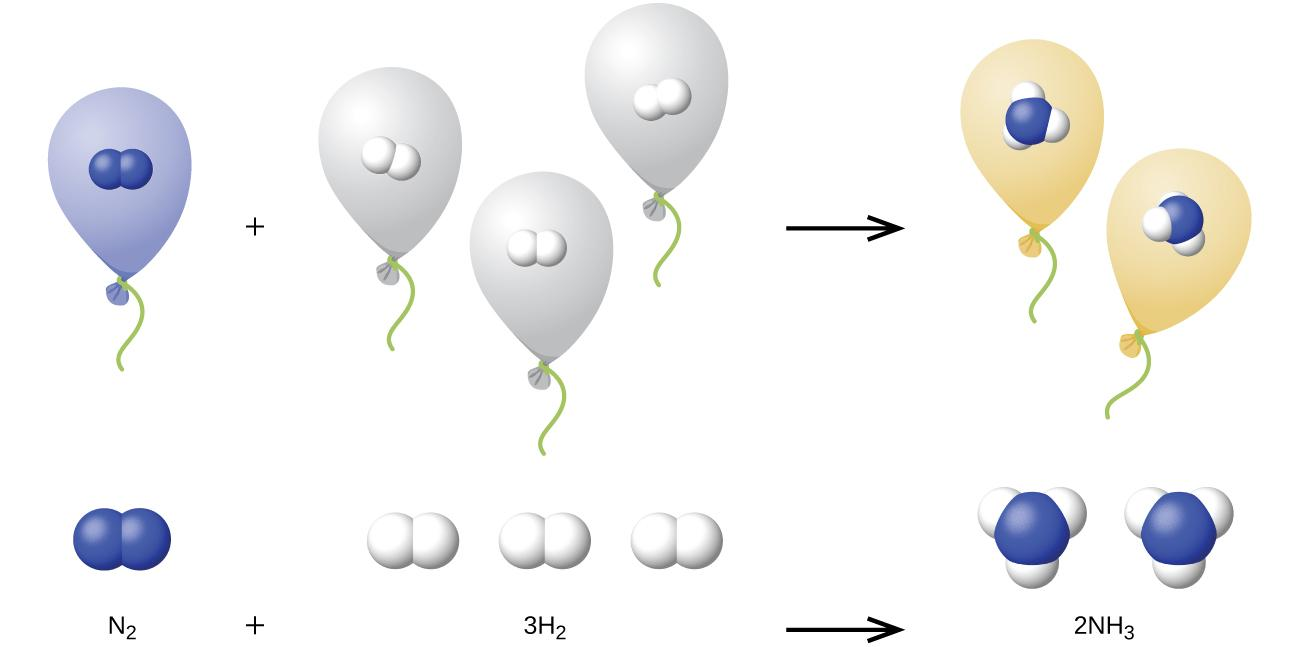 +
N₂ + 3H₂ ⟶ 2NH₃